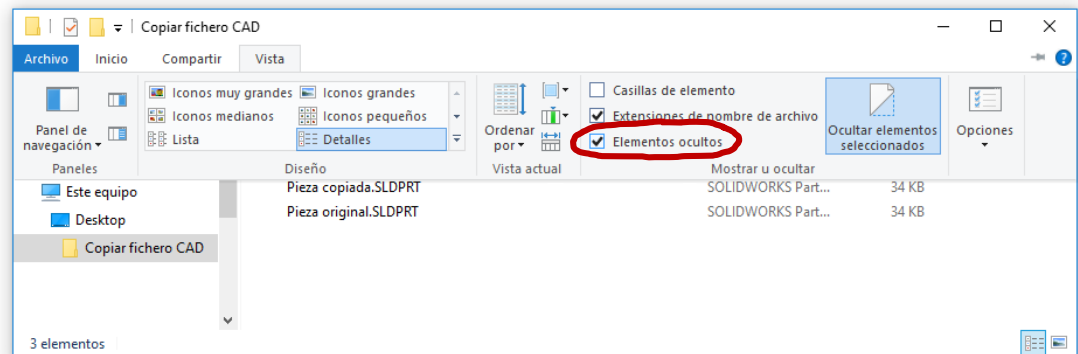 Copiar fichero CAD
Archivo Inicio Compartir Vista
Panel de navegación
Paneles
Iconos muy grandes Iconos grandes
Iconos medianos Iconos pequeños
Lista Detalles
Diseño
Ordenar por
Vista actual
Casillas de elemento
Extensiones de nombre de archivo
Elementos ocultos
Ocultar elementos seleccionados
Mostrar u ocultar
Opciones
Este equipo
Desktop
Copiar fichero CAD
Pieza copiada.SLDPRT SOLIDWORKS Part... 34 KB
Pieza original.SLDPRT SOLIDWORKS Part... 34 KB
3 elementos